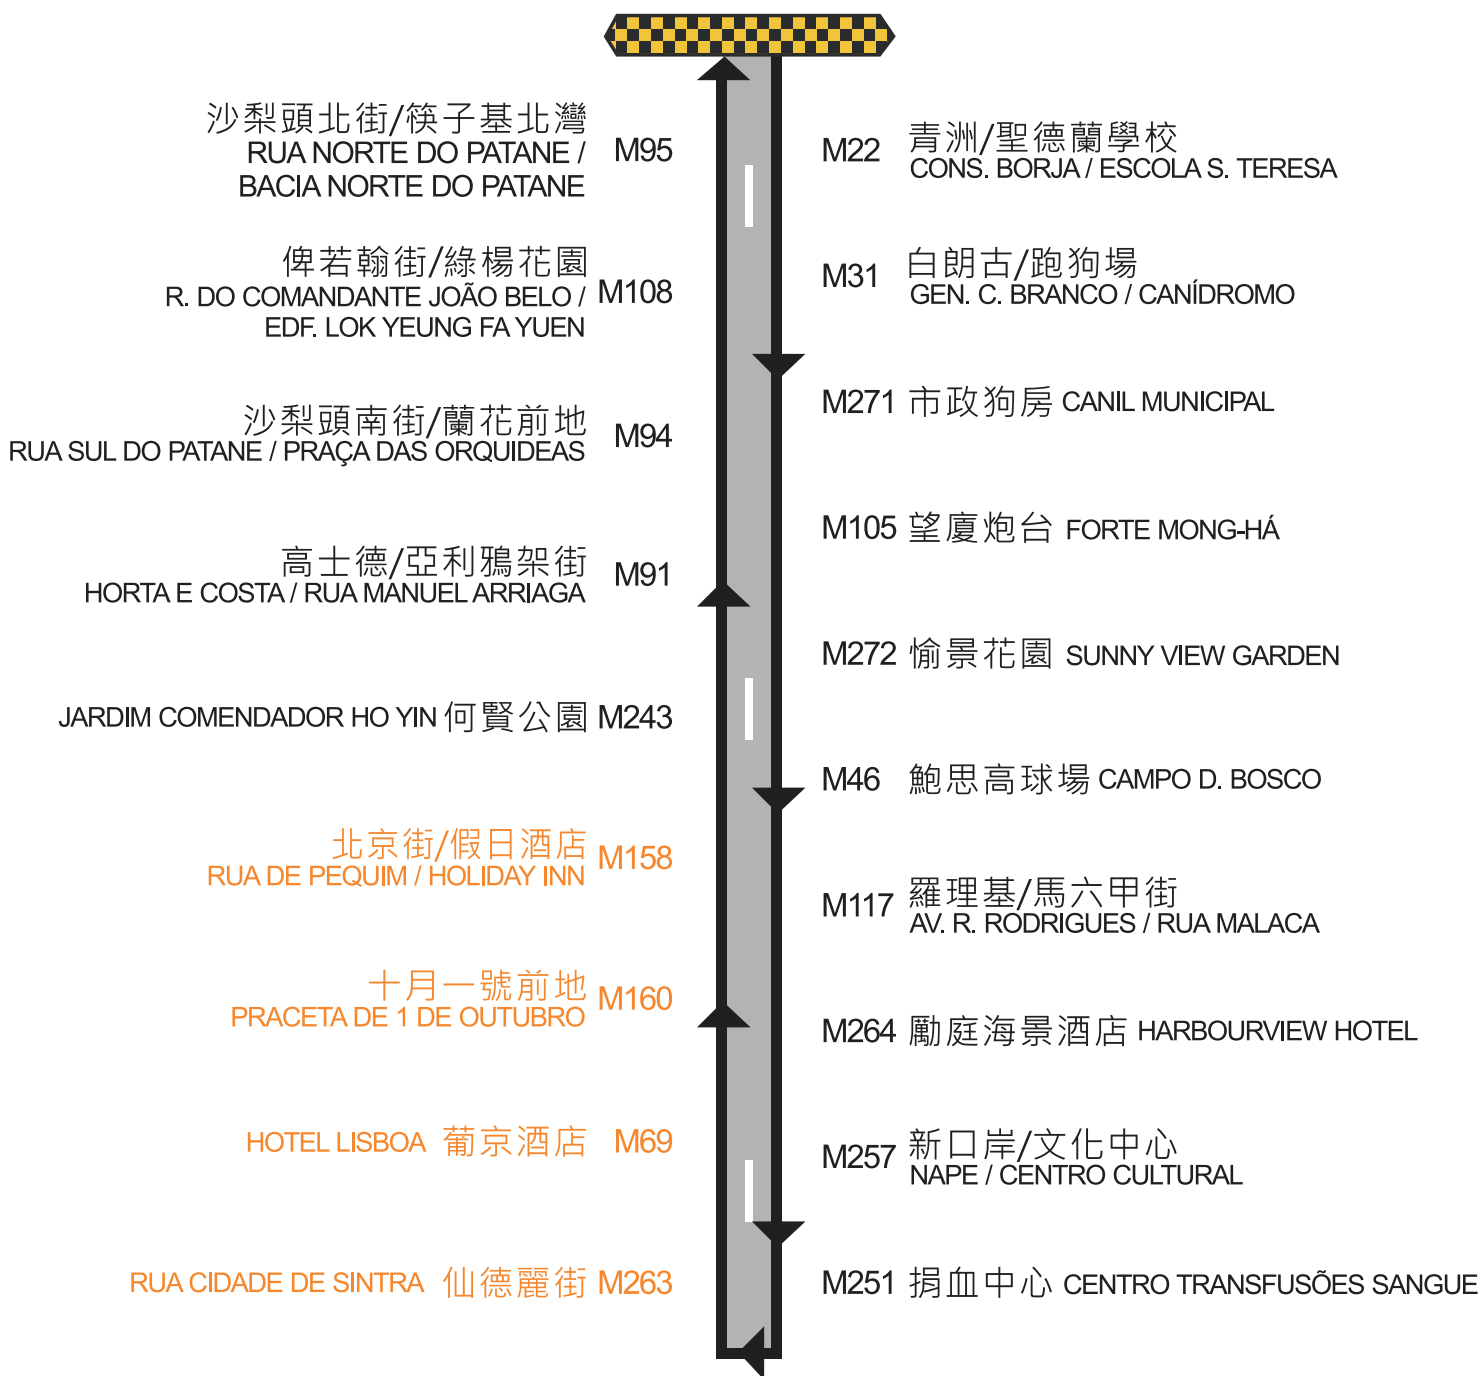 沙梨頭北街/筷子基北灣
RUA NORTE DO PATANE /
BACIA NORTE DO PATANE
M95
俾若翰街/綠楊花園
R. DO COMANDANTE JOÃO BELO /
EDF. LOK YEUNG FA YUEN
M108
沙梨頭南街/蘭花前地
RUA SUL DO PATANE / PRAÇA DAS ORQUIDEAS
M94
高士德/亞利鴉架街
HORTA E COSTA / RUA MANUEL ARRIAGA
M91
JARDIM COMENDADOR HO YIN 何賢公園 M243
北京街/假日酒店
RUA DE PEQUIM / HOLIDAY INN
M158
十月一號前地
PRACETA DE 1 DE OUTUBRO
M160
HOTEL LISBOA 葡京酒店 M69
RUA CIDADE DE SINTRA 仙德麗街 M263
M22
青洲/聖德蘭學校
CONS. BORJA / ESCOLA S. TERESA
M31
白朗古/跑狗場
GEN. C. BRANCO / CANÍDROMO
M271 市政狗房 CANIL MUNICIPAL
M105 望廈炮台 FORTE MONG-HÁ
M272 愉景花園 SUNNY VIEW GARDEN
M46 鮑思高球場 CAMPO D. BOSCO
M117
羅理基/馬六甲街
AV. R. RODRIGUES / RUA MALACA
M264 勵庭海景酒店 HARBOURVIEW HOTEL
M257
新口岸/文化中心
NAPE / CENTRO CULTURAL
M251 捐血中心 CENTRO TRANSFUSÕES SANGUE